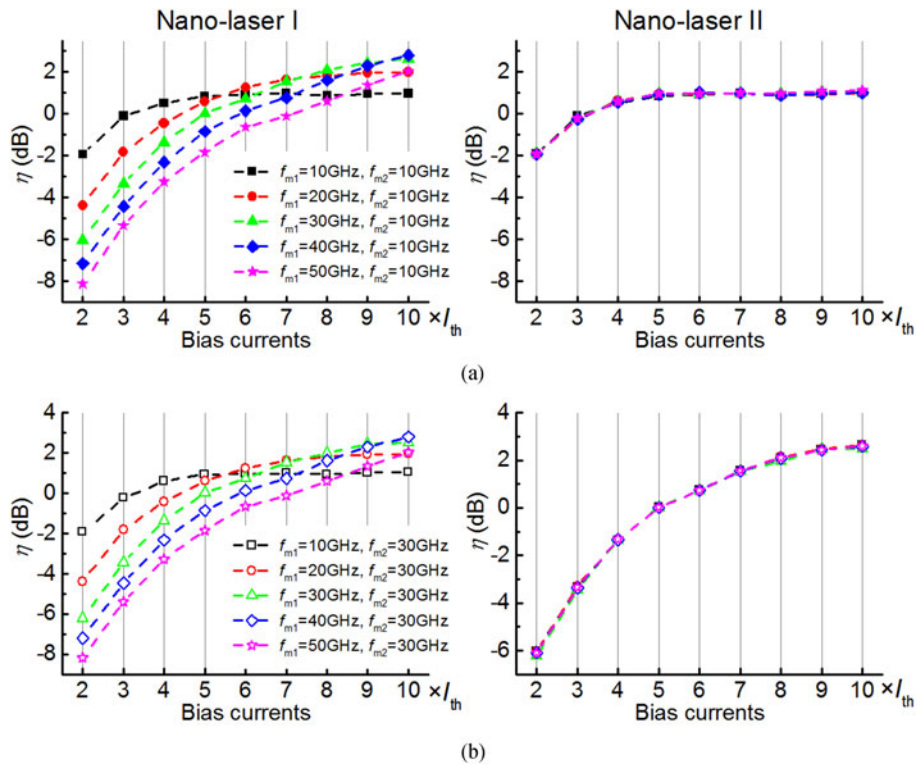 Nano-laser I
Nano-laser II
2
0
-2
-4
-6
-8
η (dB)
fm1=10GHz, fm2=10GHz
fm1=20GHz, fm2=10GHz
fm1=30GHz, fm2=10GHz
fm1=40GHz, fm2=10GHz
fm1=50GHz, fm2=10GHz
2 3 4 5 6 7 8 9 10 ×Ith
Bias currents
2
0
-2
-4
-6
-8
η (dB)
2 3 4 5 6 7 8 9 10 ×Ith
Bias currents
(a)
4
2
0
-2
-4
-6
-8
η (dB)
fm1=10GHz, fm2=30GHz
fm1=20GHz, fm2=30GHz
fm1=30GHz, fm2=30GHz
fm1=40GHz, fm2=30GHz
fm1=50GHz, fm2=30GHz
2 3 4 5 6 7 8 9 10 ×Ith
Bias currents
4
2
0
-2
-4
-6
η (dB)
2 3 4 5 6 7 8 9 10 ×Ith
Bias currents
(b)